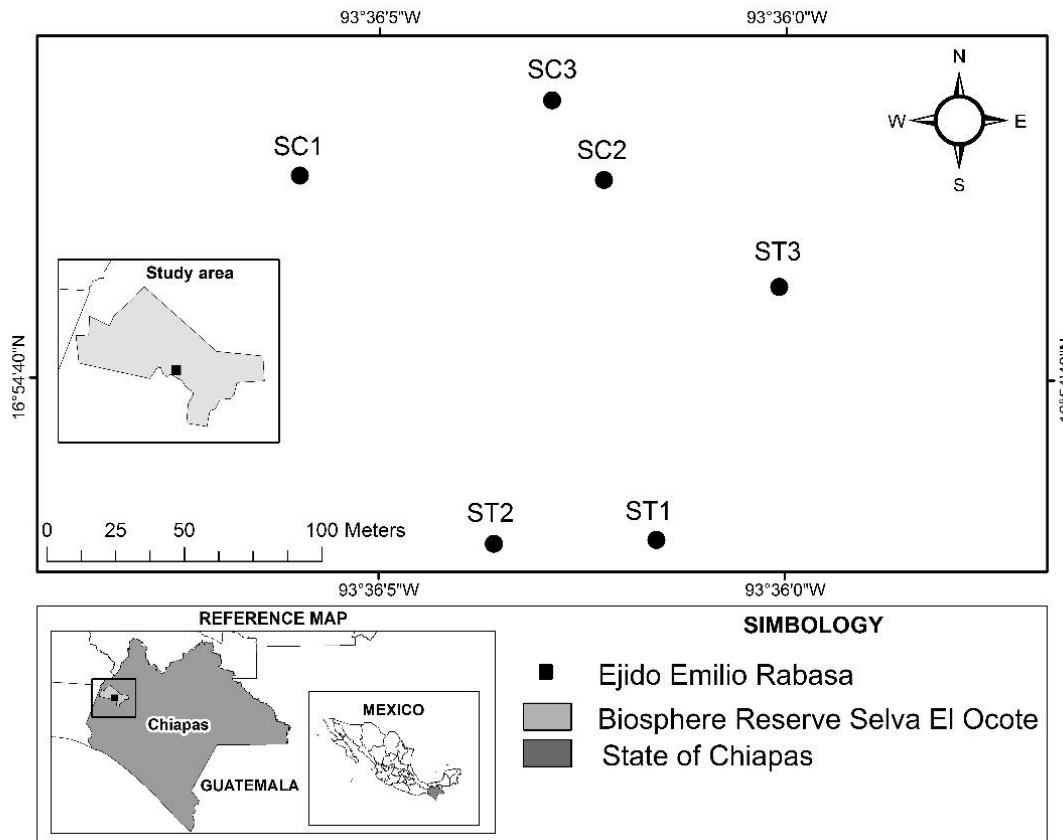 93°36'5"W 93°36'0"W
SC3
N
W E
S
SC1
SC2
ST3
Study area
16°54'40"N
0 25 50 100 Meters
ST2
ST1
93°36'5"W 93°36'0"W
REFERENCE MAP
Chiapas
GUATEMALA
MEXICO
SIMBOLOGY
Ejido Emilio Rabasa
Biosphere Reserve Selva El Ocote
State of Chiapas